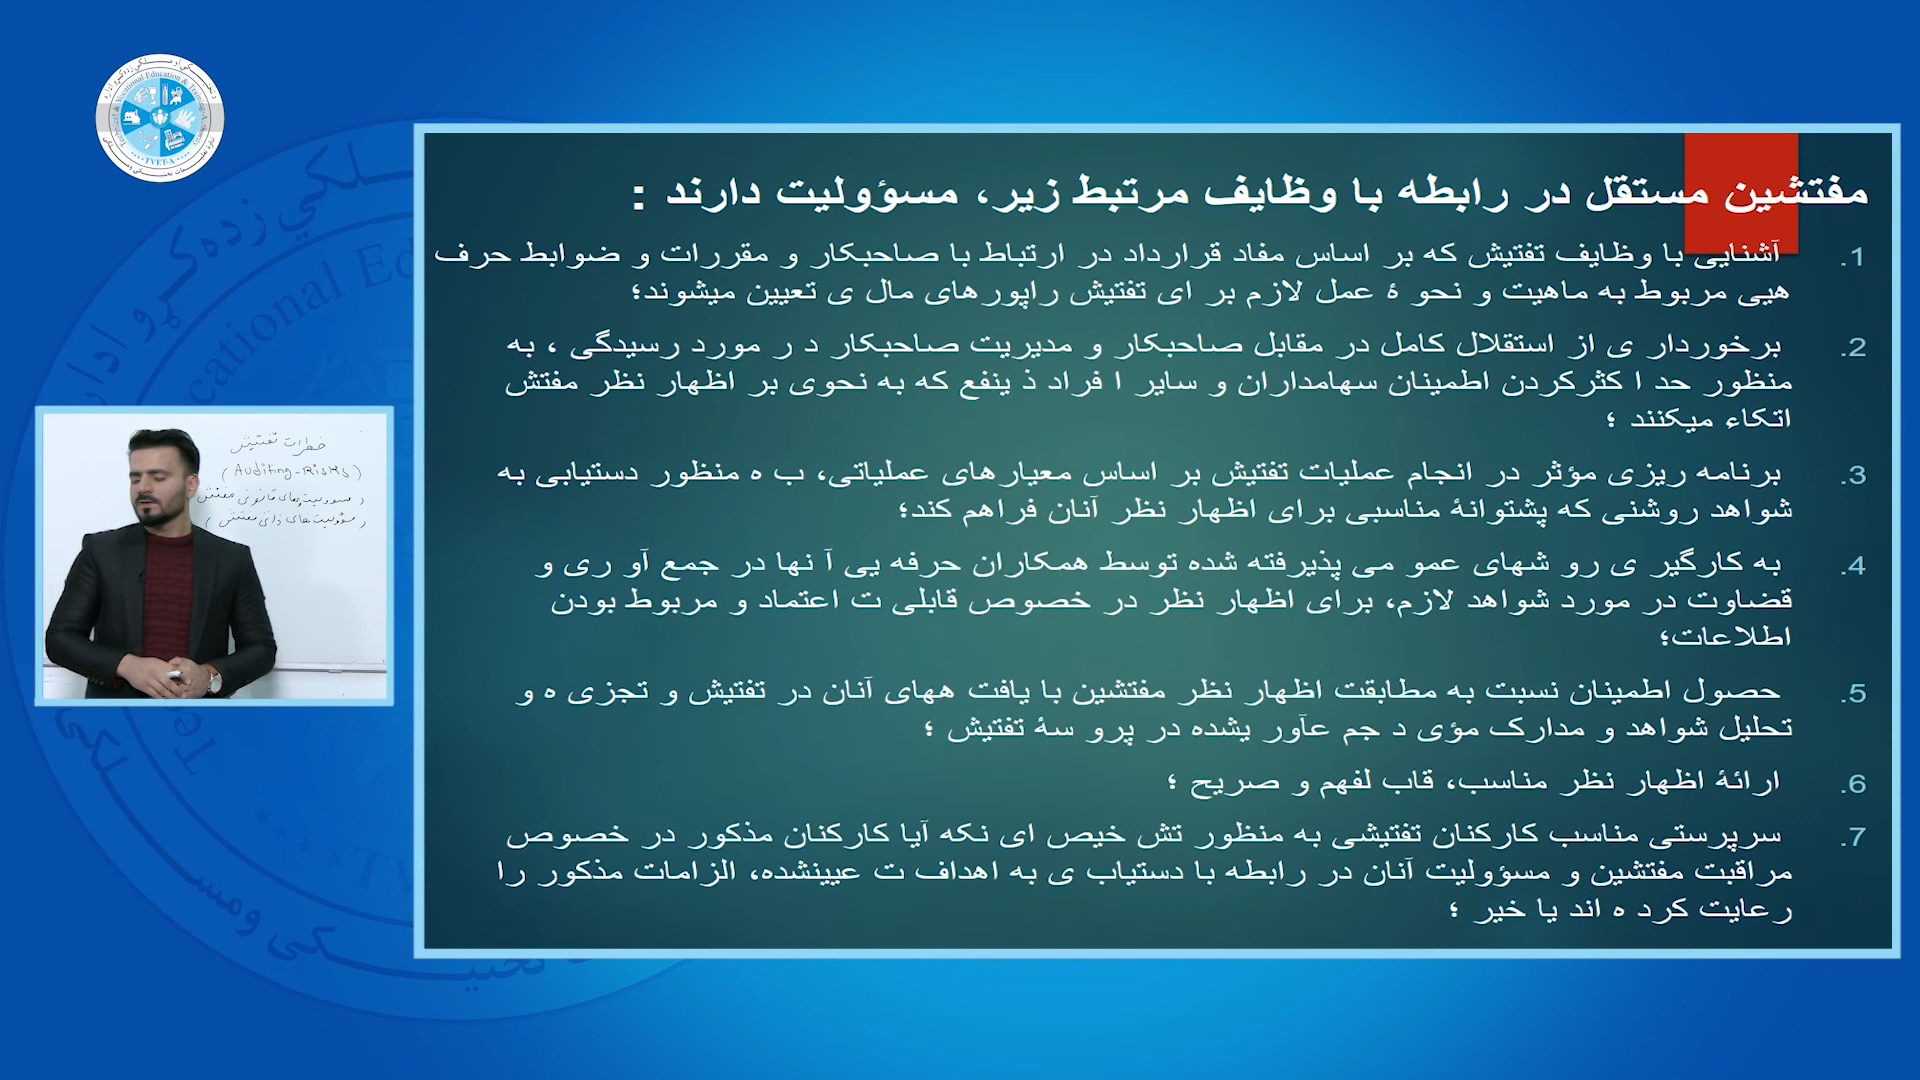 مفتشین مستقل در رابطه با وظایف مرتبط زیر، مسؤولیت دارند :
1. آشنایی با وظایف تفتیش که بر اساس مفاد قرارداد در ارتباط با صاحبکار و مقررات و ضوابط حرف
هیی مربوط به ماهیت و نحو ۀ عمل لازم بر ای تفتیش راپورهای مال ی تعیین میشوند؛
2. برخوردار ی از استقلال کامل در مقابل صاحبکار و مدیریت صاحبکار د ر مورد رسیدگی ، به
منظور حد ا کثرکردن اطمینان سهامداران و سایر ا فراد ذ ینفع که به نحوی بر اظهار نظر مفتش
اتکاء میکنند ؛
3. برنامه ریزی مؤثر در انجام عملیات تفتیش بر اساس معیارهای عملیاتی، ب ه منظور دستیابی به
شواهد روشنی که پشتوانۀ مناسبی برای اظهار نظر آنان فراهم کند؛
4. به کارگیر ی رو شهای عمو می پذیرفته شده توسط همکاران حرفه یی آ نها در جمع آو ری و
قضاوت در مورد شواهد لازم، برای اظهار نظر در خصوص قابلی ت اعتماد و مربوط بودن
اطلاعات؛
5. حصول اطمینان نسبت به مطابقت اظهار نظر مفتشین با یافت ههای آنان در تفتیش و تجزی ه و
تحلیل شواهد و مدارک مؤی د جم عآور یشده در پرو سۀ تفتیش ؛
6. ارائۀ اظهار نظر مناسب، قاب لفهم و صریح ؛
7. سرپرستی مناسب کارکنان تفتیشی به منظور تش خیص ای نکه آیا کارکنان مذکور در خصوص
مراقبت مفتشین و مسؤولیت آنان در رابطه با دستیاب ی به اهداف ت عیینشده، الزامات مذکور را
رعایت کرد ه اند یا خیر ؛
خطرات تفتیش
(Auditing-Risks)
(مسوولیت های قانونی مفتش
(مسؤولیت های ذاتی مفتش)
Technical & Vocational Education & Training-Authority
TVET-A